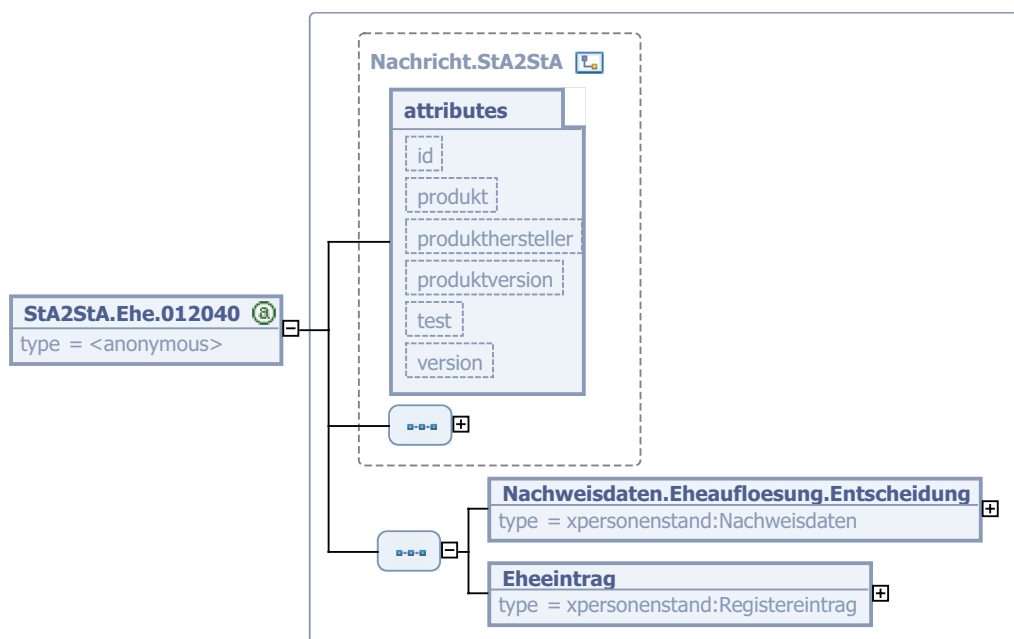 Nachricht.StA2StA
attributes
id
produkt
produkthersteller
produktversion
test
version
StA2StA.Ehe.012040 a
type = <anonymous>
Nachweisdaten.Eheaufloesung.Entscheidung
type = xpersonenstand:Nachweisdaten
Eheeintrag
type = xpersonenstand:Registereintrag